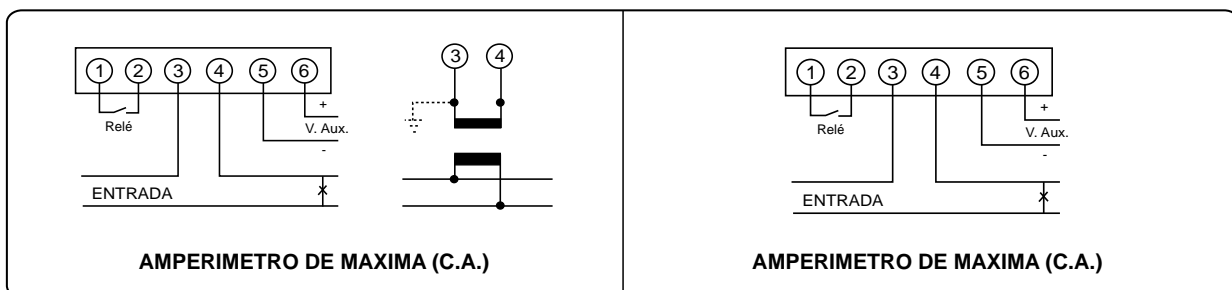 1 2 3 4 5 6
Relé
+
V. Aux.
-
ENTRADA
3 4
AMPERIMETRO DE MAXIMA (C.A.)
1 2 3 4 5 6
Relé
+
V. Aux.
-
ENTRADA
AMPERIMETRO DE MAXIMA (C.A.)